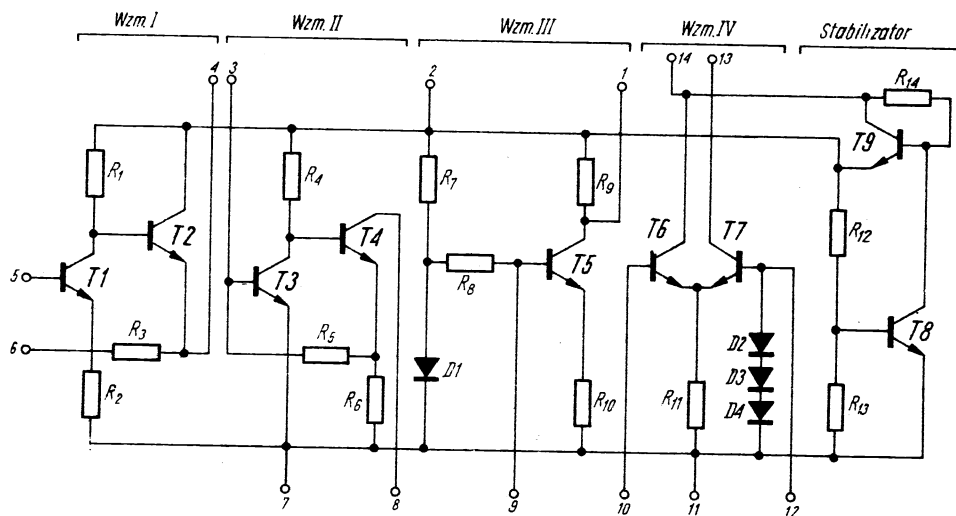 Wzm. I Wzm. II Wzm. III Wzm. IV Stabilizator
4 3 2 1 14 13
R14
T9
R1 R4 R7 R9
T6 T7 R12
5 T1 T2 T3 T4 R8 T5 T8
6 R3 R5 D1 D2
D3
R2 R6 R10 R11 D4 R13
7 8 9 10 11 12